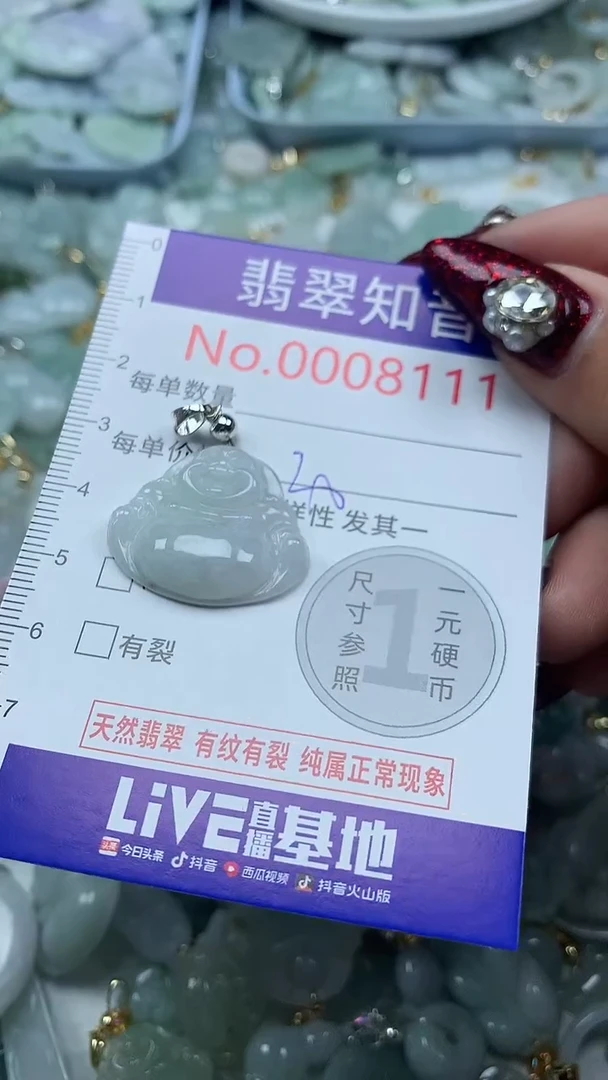 翡翠知音
No.0008111
每单数量
每单价
样性 发其一
有裂
尺寸参照
1
一元硬币
天然翡翠 有纹有裂 纯属正常现象
LiVE直播基地
头条 今日头条 抖音 西瓜视频 抖音火山版
0
1
2
3
4
5
6
7